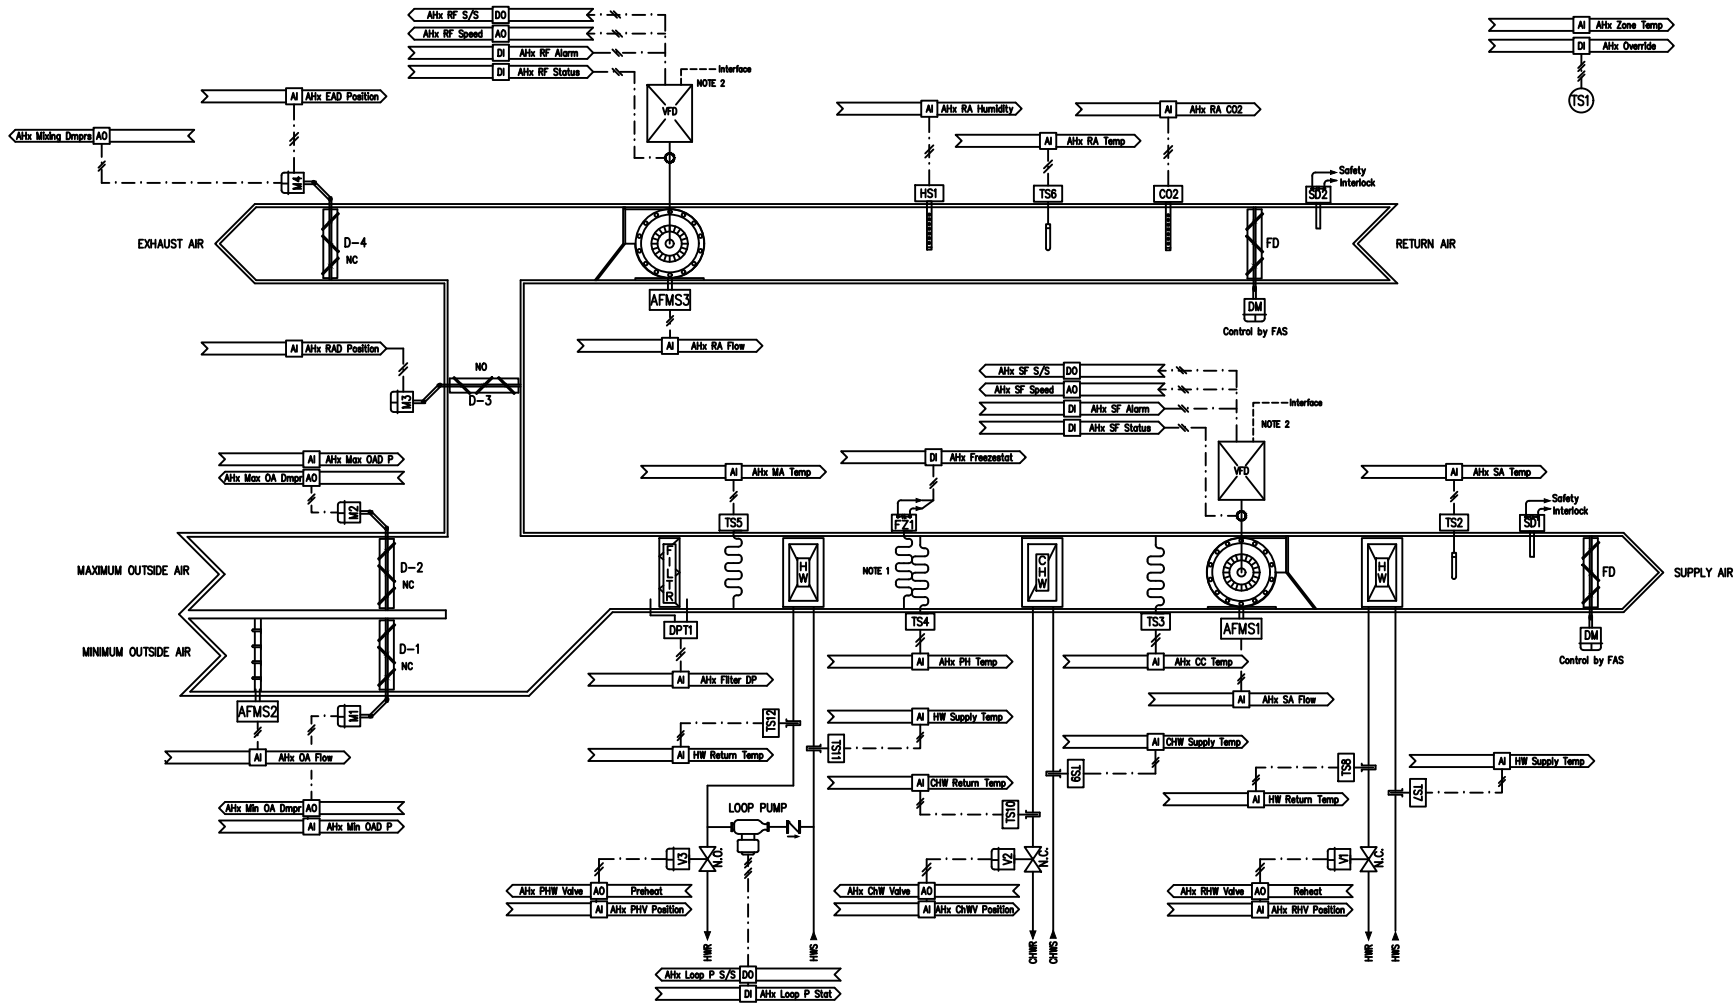 AHx RF S/S DO
AHx RF Speed AO
DI AHx RF Alarm
DI AHx RF Status
Interface
NOTE 2
VFD
AI AHx Zone Temp
DI AHx Override
TS1
AI AHx EAD Position
AHx Mixing Dmprs AO
M4
AI AHx RA Humidity
AI AHx RA CO2
AI AHx RA Temp
HS1
TS6
CO2
SD2
Safety
Interlock
EXHAUST AIR
D-4
NC
FD
RETURN AIR
AFMS3
DM
Control by FAS
AI AHx RAD Position
AI AHx RA Flow
NO
D-3
M3
AHx SF S/S DO
AHx SF Speed AO
DI AHx SF Alarm
DI AHx SF Status
Interface
NOTE 2
VFD
AI AHx Max OAD P
AHx Max OA Dmpr AO
M2
AI AHx MA Temp
DI AHx Freezestat
AI AHx SA Temp
TS5
FZ1
TS2
SD1
Safety
Interlock
MAXIMUM OUTSIDE AIR
D-2
NC
FILTR
HW
NOTE 1
CHW
HW
FD
SUPPLY AIR
MINIMUM OUTSIDE AIR
D-1
NC
DPT1
TS4
TS3
AFMS1
DM
Control by FAS
AI AHx Filter DP
AI AHx PH Temp
AI AHx CC Temp
AI AHx SA Flow
AFMS2
M1
AI AHx OA Flow
TS12
AI HW Return Temp
AI HW Supply Temp
TS11
AI CHW Supply Temp
TS9
AI CHW Return Temp
TS10
TS8
AI HW Return Temp
AI HW Supply Temp
TS7
AHx Min OA Dmpr AO
AI AHx Min OAD P
LOOP PUMP
V3
N.O.
V2
N.C.
V1
N.C.
AHx PHW Valve AO Preheat
AI AHx PHV Position
AHx ChW Valve AO
AI AHx ChWV Position
AHx RHW Valve AO Reheat
AI AHx RHV Position
HWR
HWS
CHWR
CHWS
HWR
HWS
AHx Loop P S/S DO
DI AHx Loop P Stat